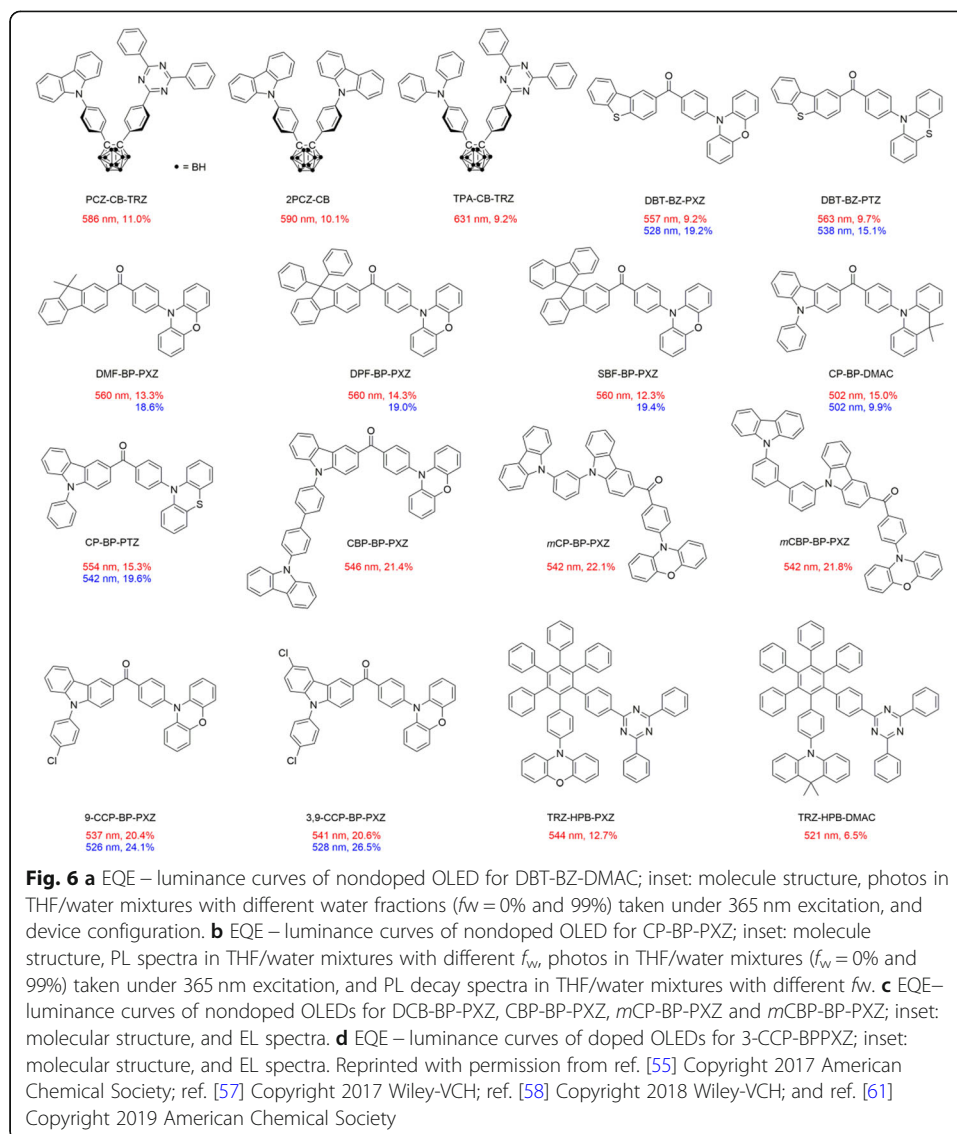 • = BH
PCZ-CB-TRZ
586 nm, 11.0%
2PCZ-CB
590 nm, 10.1%
TPA-CB-TRZ
631 nm, 9.2%
DBT-BZ-PXZ
557 nm, 9.2%
528 nm, 19.2%
DBT-BZ-PTZ
563 nm, 9.7%
538 nm, 15.1%
DMF-BP-PXZ
560 nm, 13.3%
18.6%
DPF-BP-PXZ
560 nm, 14.3%
19.0%
SBF-BP-PXZ
560 nm, 12.3%
19.4%
CP-BP-DMAC
502 nm, 15.0%
502 nm, 9.9%
CP-BP-PTZ
554 nm, 15.3%
542 nm, 19.6%
CBP-BP-PXZ
546 nm, 21.4%
mCP-BP-PXZ
542 nm, 22.1%
mCBP-BP-PXZ
542 nm, 21.8%
9-CCP-BP-PXZ
537 nm, 20.4%
526 nm, 24.1%
3,9-CCP-BP-PXZ
541 nm, 20.6%
528 nm, 26.5%
TRZ-HPB-PXZ
544 nm, 12.7%
TRZ-HPB-DMAC
521 nm, 6.5%
Fig. 6 a EQE – luminance curves of nondoped OLED for DBT-BZ-DMAC; inset: molecule structure, photos in
THF/water mixtures with different water fractions (fw = 0% and 99%) taken under 365 nm excitation, and
device configuration. b EQE – luminance curves of nondoped OLED for CP-BP-PXZ; inset: molecule
structure, PL spectra in THF/water mixtures with different fw, photos in THF/water mixtures (fw = 0% and
99%) taken under 365 nm excitation, and PL decay spectra in THF/water mixtures with different fw. c EQE–
luminance curves of nondoped OLEDs for DCB-BP-PXZ, CBP-BP-PXZ, mCP-BP-PXZ and mCBP-BP-PXZ; inset:
molecular structure, and EL spectra. d EQE – luminance curves of doped OLEDs for 3-CCP-BPPXZ; inset:
molecular structure, and EL spectra. Reprinted with permission from ref. [55] Copyright 2017 American
Chemical Society; ref. [57] Copyright 2017 Wiley-VCH; ref. [58] Copyright 2018 Wiley-VCH; and ref. [61]
Copyright 2019 American Chemical Society